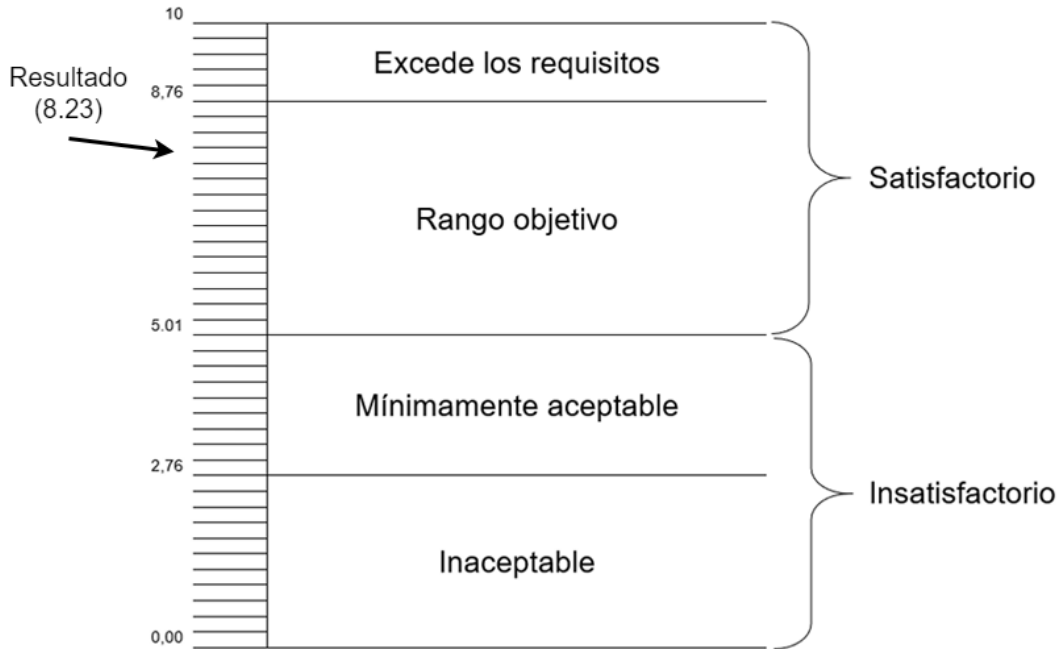 10
Excede los requisitos
Resultado
(8.23)
8,76
Satisfactorio
Rango objetivo
5.01
Mínimamente aceptable
2,76
Insatisfactorio
Inaceptable
0,00